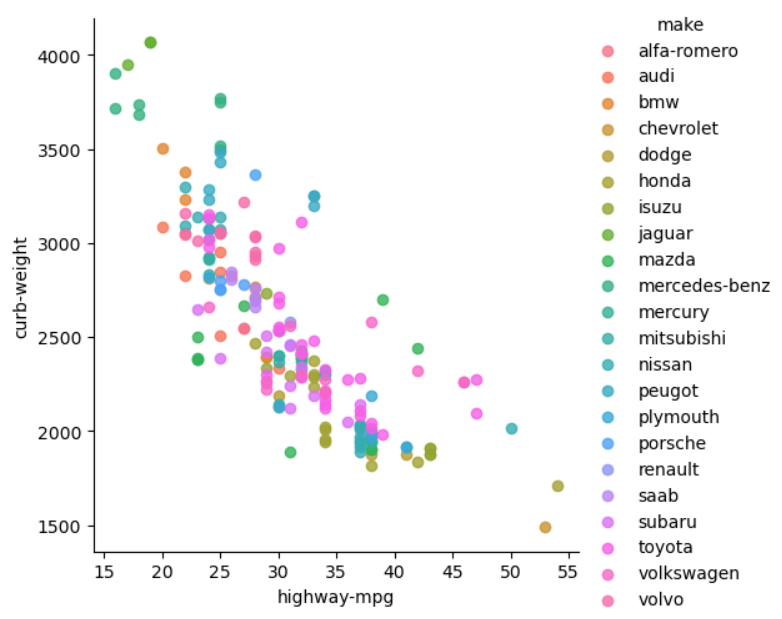 make
alfa-romero
audi
bmw
chevrolet
dodge
honda
isuzu
jaguar
mazda
mercedes-benz
mercury
mitsubishi
nissan
peugot
plymouth
porsche
renault
saab
subaru
toyota
volkswagen
volvo
4000
3500
3000
2500
2000
1500
curb-weight
15 20 25 30 35 40 45 50 55
highway-mpg